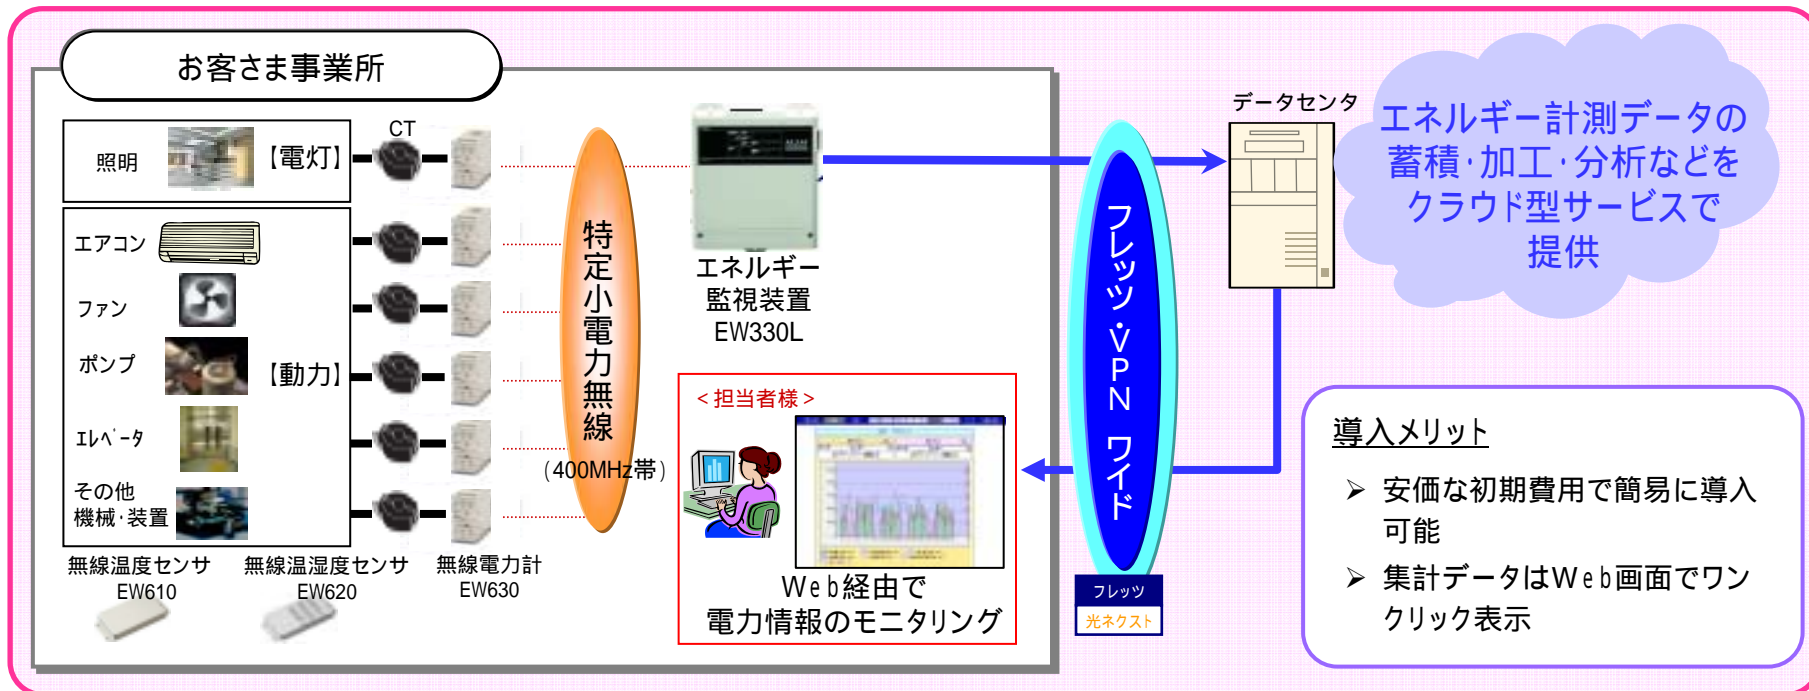 お客さま事業所
照明
【電灯】
CT
エアコン
ファン
ポンプ
【動力】
ｴﾚﾍﾞｰﾀ
その他
機械・装置
無線温度センサ
EW610
無線温湿度センサ
EW620
無線電力計
EW630
特定小電力無線
(400MHz帯)
エネルギー
監視装置
EW330L
<担当者様>
Web経由で
電力情報のモニタリング
フレッツ・VPN ワイド
フレッツ
光ネクスト
データセンタ
エネルギー計測データの
蓄積・加工・分析などを
クラウド型サービスで
提供
導入メリット
➢ 安価な初期費用で簡易に導入
可能
➢ 集計データはWeb画面でワン
クリック表示